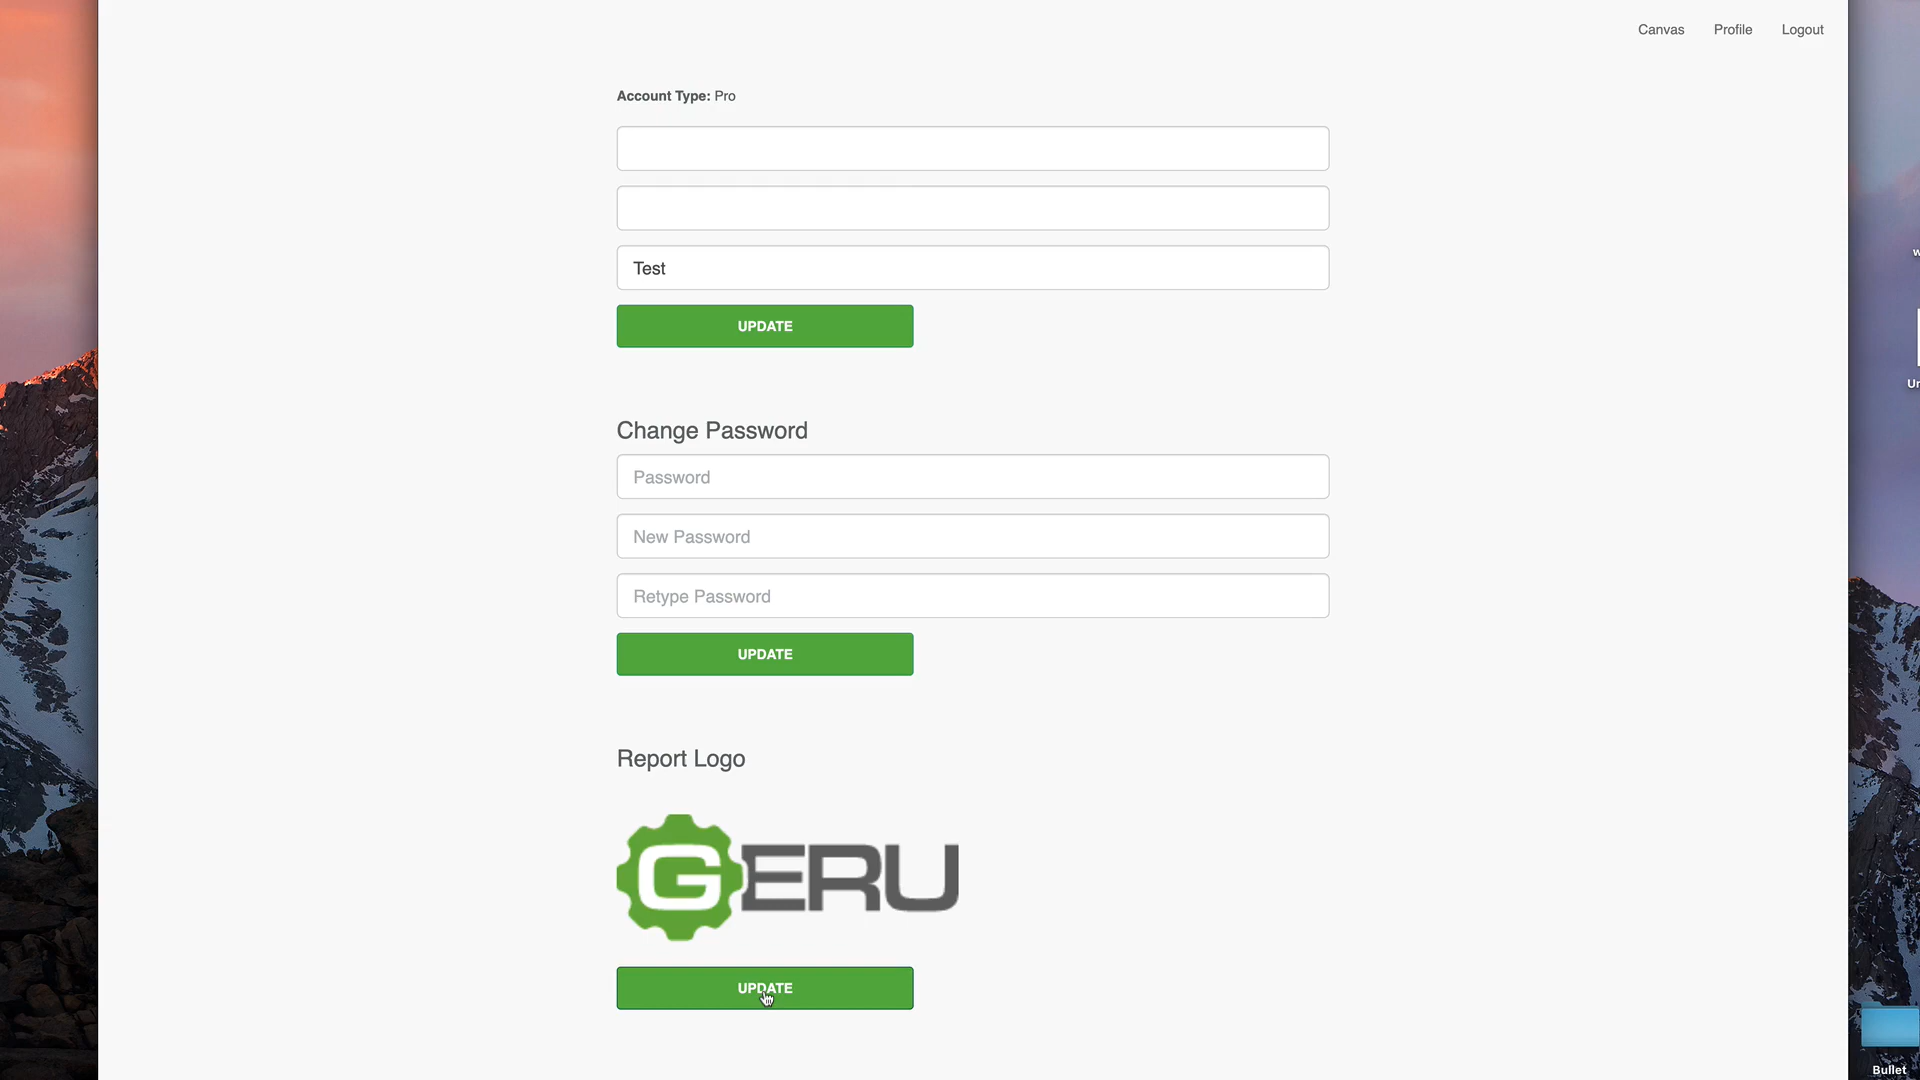 Canvas Profile Logout
Account Type: Pro
Test
UPDATE
Change Password
Password
New Password
Retype Password
UPDATE
Report Logo
GERU
UPDATE
Bullet